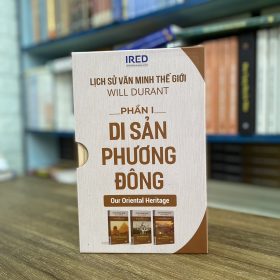 IRED
LỊCH SỬ VĂN MINH THẾ GIỚI
WILL DURANT
PHẦN I
DI SẢN
PHƯƠNG
ĐÔNG
Our Oriental Heritage